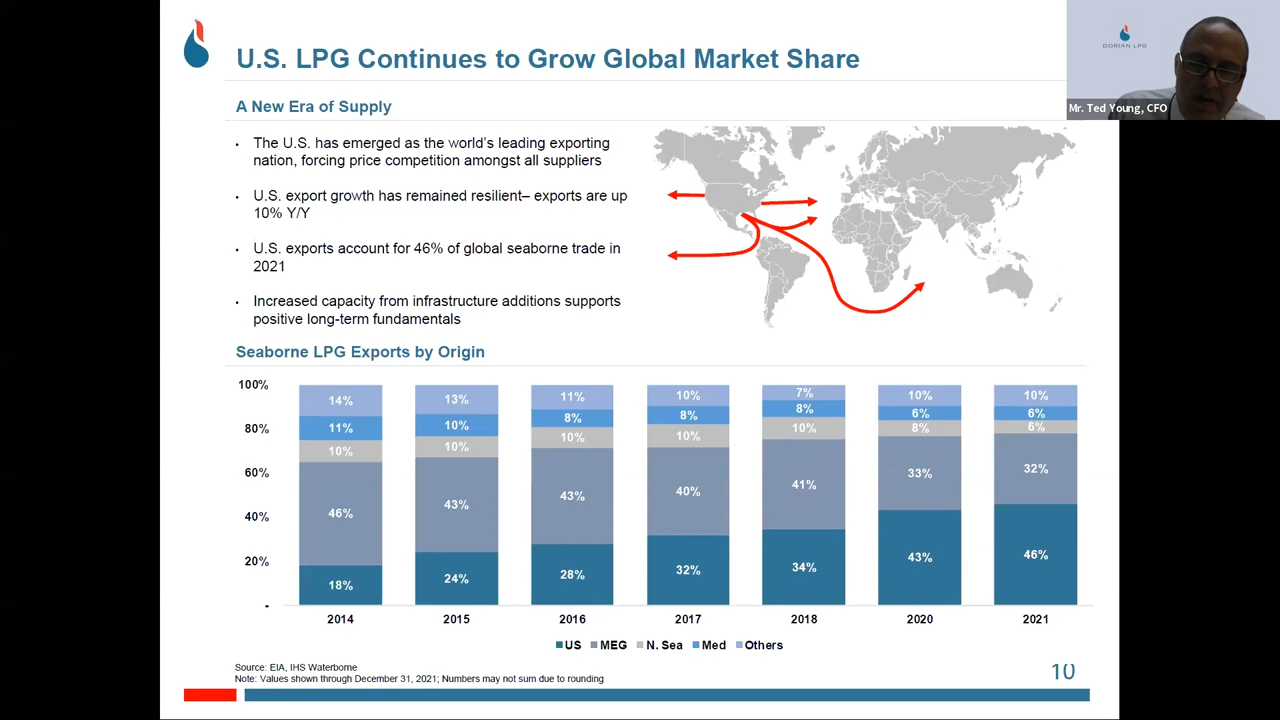 U.S. LPG Continues to Grow Global Market Share
DORIAN LPG
Mr. Ted Young, CFO
A New Era of Supply
• The U.S. has emerged as the world's leading exporting
nation, forcing price competition amongst all suppliers
• U.S. export growth has remained resilient– exports are up
10% Y/Y
• U.S. exports account for 46% of global seaborne trade in
2021
• Increased capacity from infrastructure additions supports
positive long-term fundamentals
Seaborne LPG Exports by Origin
100%
80%
60%
40%
20%
-
14% 13% 11% 10% 7% 10% 10%
11% 10% 8% 8% 8% 6% 6%
10% 10% 10% 10% 10% 8% 6%
46% 43% 43% 40% 41% 33% 32%
18% 24% 28% 32% 34% 43% 46%
2014 2015 2016 2017 2018 2020 2021
US MEG N. Sea Med Others
Source: EIA, IHS Waterborne
Note: Values shown through December 31, 2021; Numbers may not sum due to rounding
10